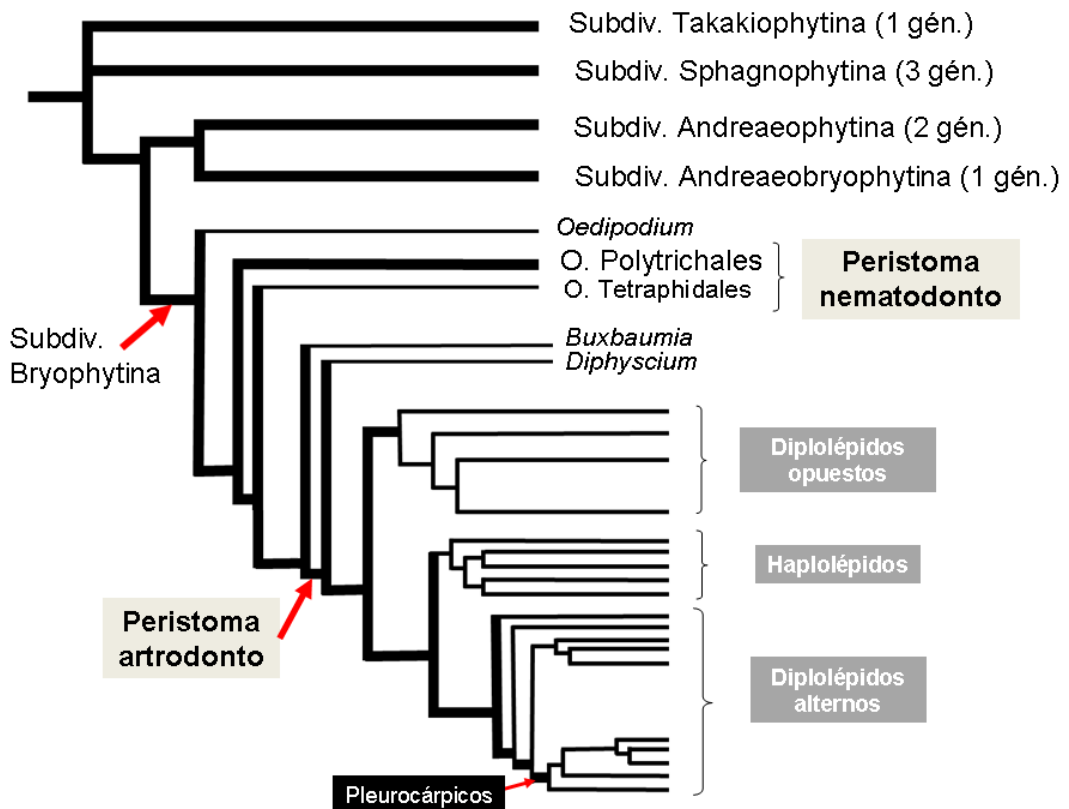 Subdiv. Takakiophytina (1 gén.)
Subdiv. Sphagnophytina (3 gén.)
Subdiv. Andreaeophytina (2 gén.)
Subdiv. Andreaeobryophytina (1 gén.)
Oedipodium
O. Polytrichales
O. Tetraphidales
Peristoma
nematodonto
Subdiv.
Bryophytina
Buxbaumia
Diphyscium
Diplolépidos
opuestos
Haplolépidos
Peristoma
artrodonto
Diplolépidos
alternos
Pleurocárpicos